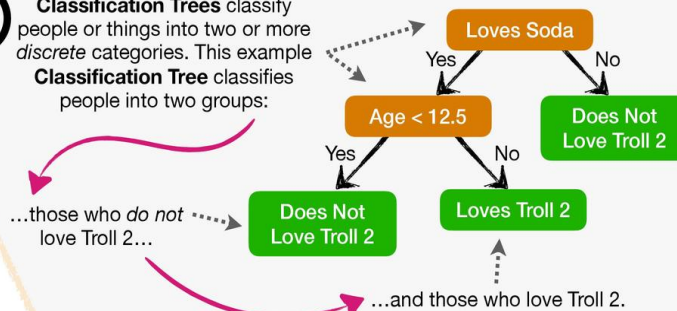 Classification Trees classify
people or things into two or more
discrete categories. This example
Classification Tree classifies
people into two groups:
Loves Soda
Yes
No
Age < 12.5
Does Not
Love Troll 2
Yes
No
...those who do not
love Troll 2...
Does Not
Love Troll 2
Loves Troll 2
...and those who love Troll 2.